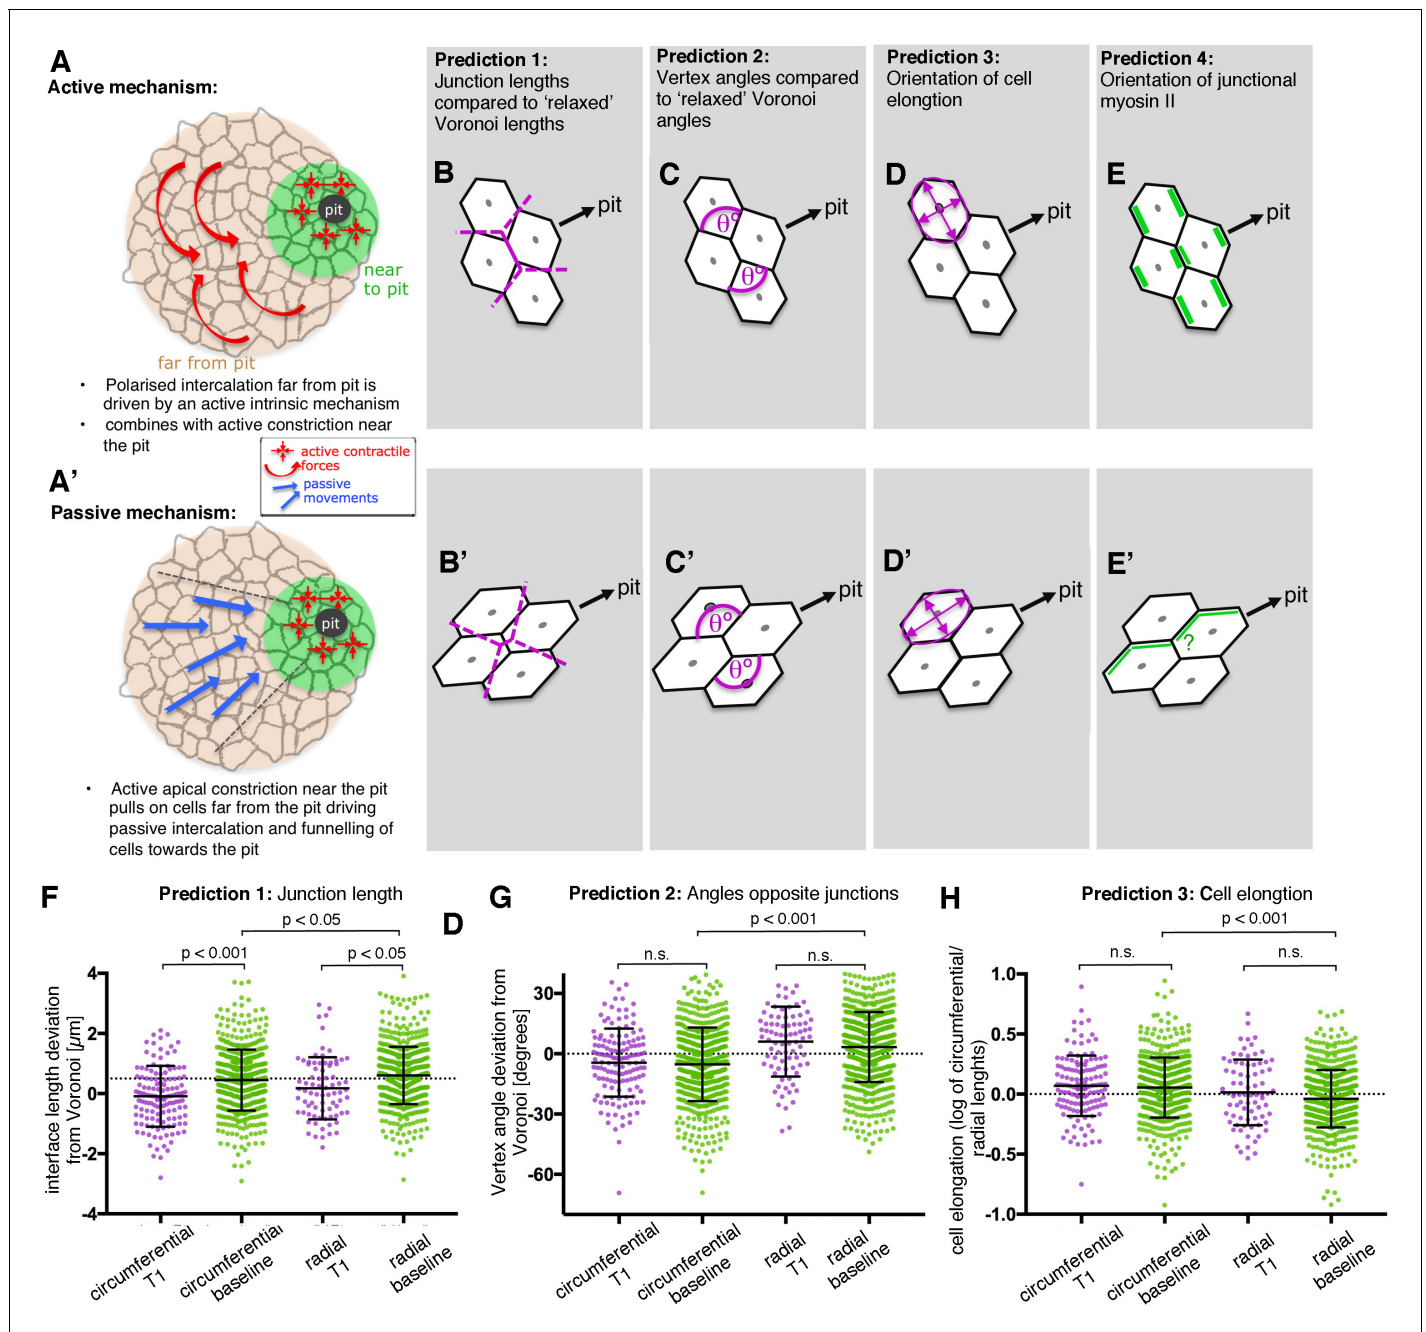 A
Active mechanism:
pit
near
to pit
far from pit
• Polarised intercalation far from pit is
driven by an active intrinsic mechanism
• combines with active constriction near
the pit
active contractile
forces
passive
movements
A’
Passive mechanism:
pit
• Active apical constriction near the pit
pulls on cells far from the pit driving
passive intercalation and funnelling of
cells towards the pit
Prediction 1:
Junction lengths
compared to ‘relaxed’
Voronoi lengths
B
pit
Prediction 2:
Vertex angles compared
to ‘relaxed’ Voronoi
angles
C
θ°
θ°
pit
Prediction 3:
Orientation of cell
elongtion
D
pit
Prediction 4:
Orientation of junctional
myosin II
E
pit
B’
pit
C’
θ°
θ°
pit
D’
pit
E’
?
pit
F
Prediction 1: Junction length
p < 0.05
p < 0.001
p < 0.05
interface length deviation
from Voronoi [µm]
4
2
0
-2
-4
circumferential
T1
circumferential
baseline
radial
T1
radial
baseline
D
G
Prediction 2: Angles opposite junctions
p < 0.001
n.s.
n.s.
Vertex angle deviation from
Voronoi [degrees]
30
0
-30
-60
circumferential
T1
circumferential
baseline
radial
T1
radial
baseline
H
Prediction 3: Cell elongtion
p < 0.001
n.s.
n.s.
cell elongation (log of circumferential/
radial lenghts)
1.0
0.5
0.0
-0.5
-1.0
circumferential
T1
circumferential
baseline
radial
T1
radial
baseline